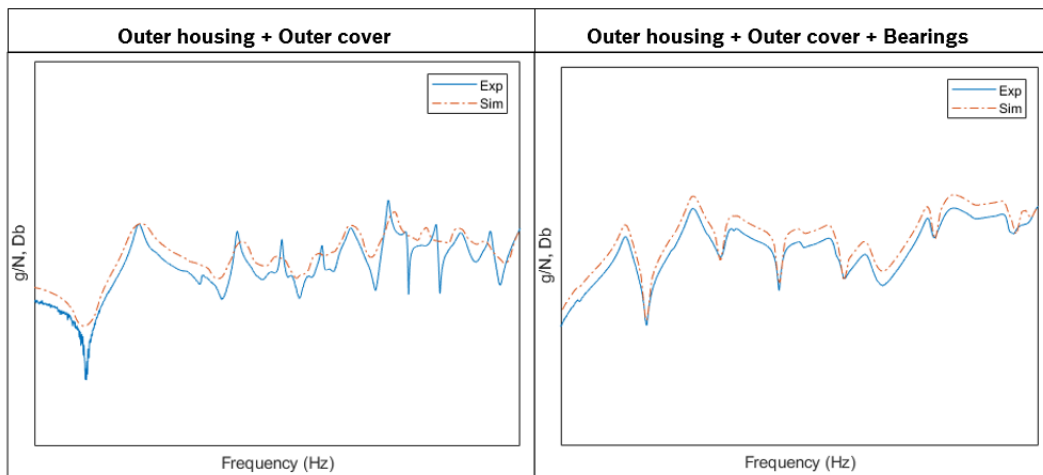 Outer housing + Outer cover
Outer housing + Outer cover + Bearings
Exp
Sim
g/N, Db
Frequency (Hz)
Exp
Sim
g/N, Db
Frequency (Hz)